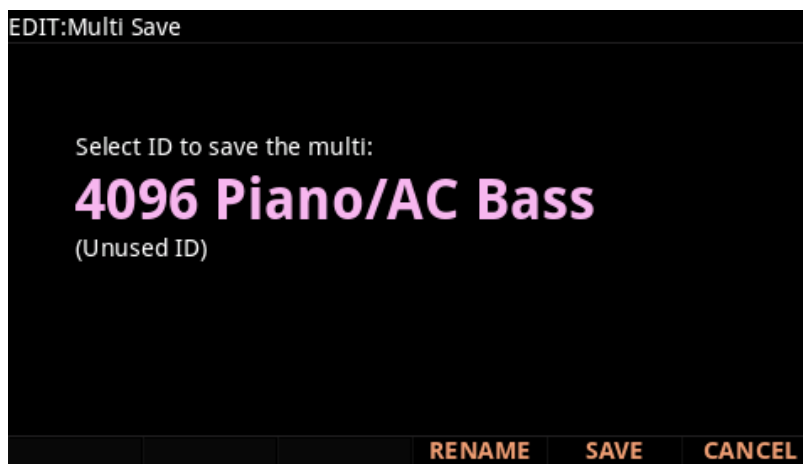 EDIT:Multi Save
Select ID to save the multi:
4096 Piano/AC Bass
(Unused ID)
RENAME SAVE CANCEL